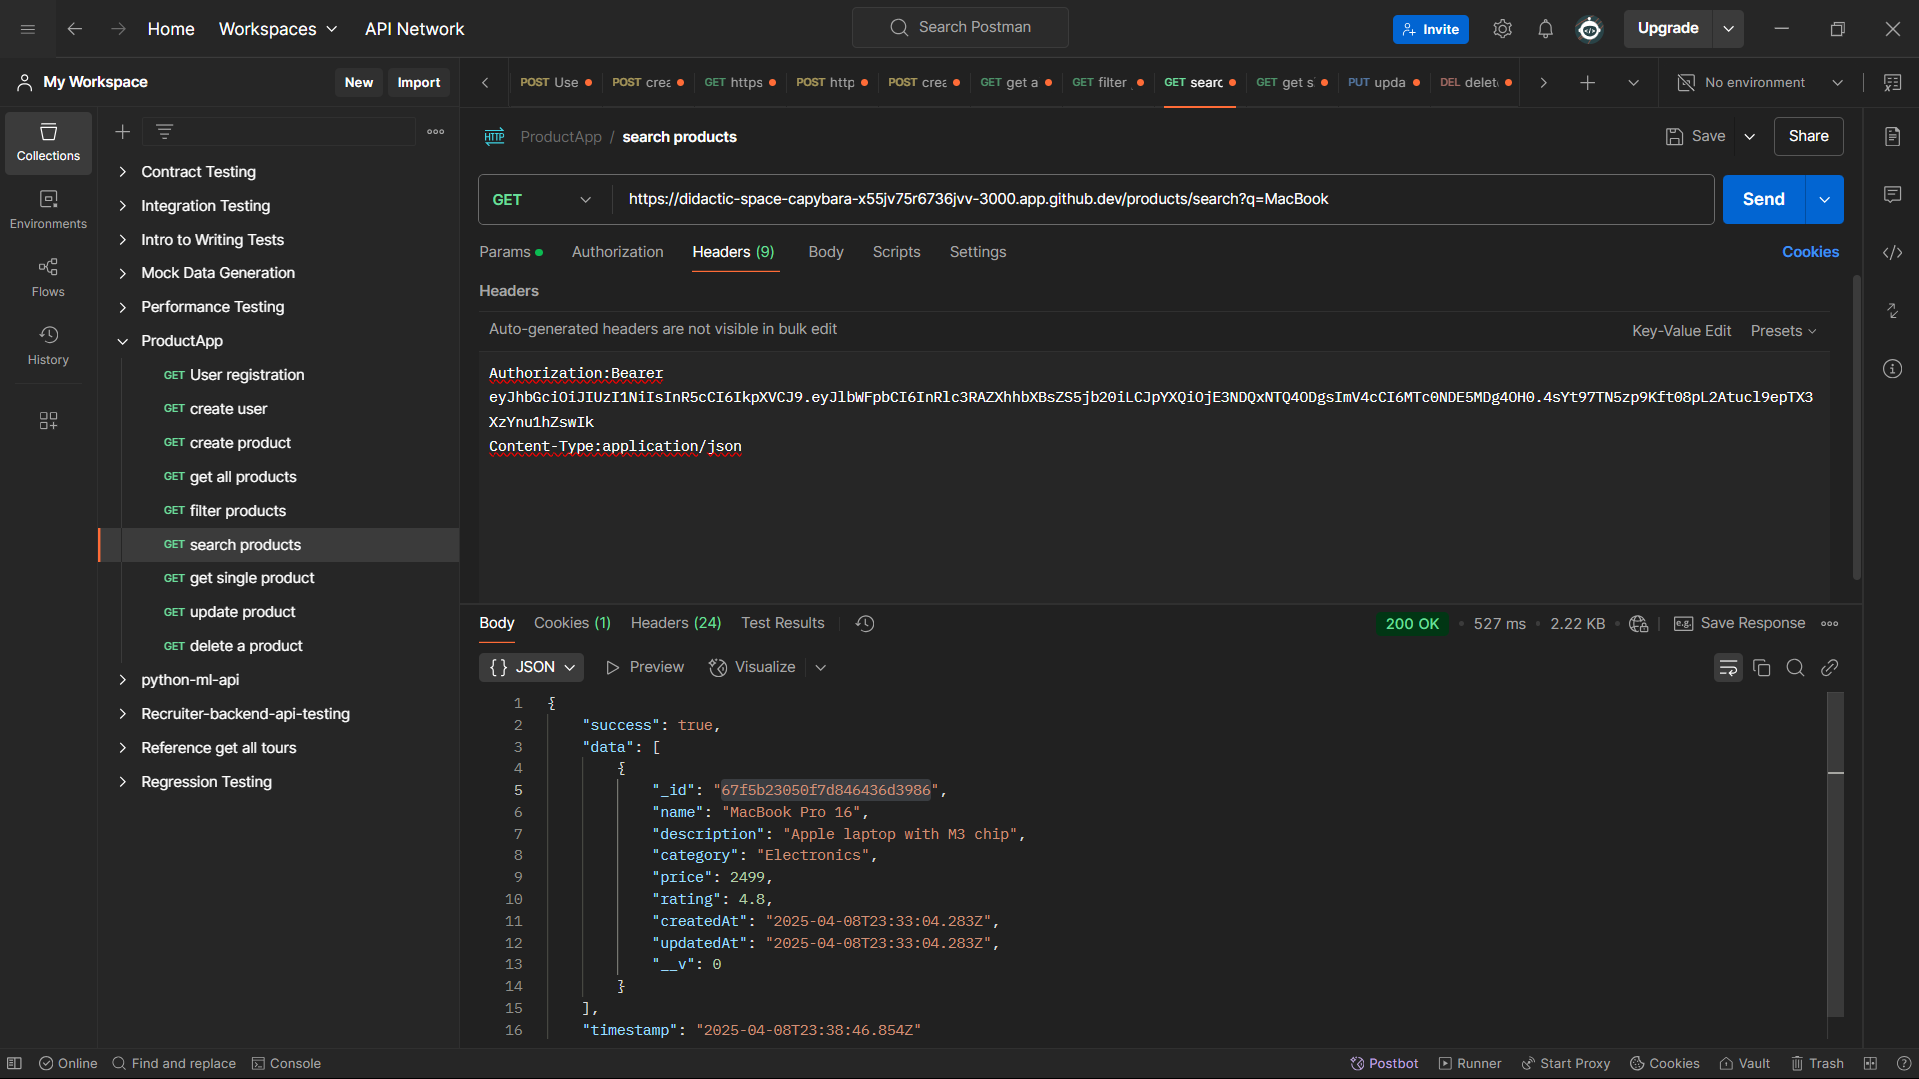 Home
Workspaces
API Network
Search Postman
Invite
Upgrade
My Workspace
New
Import
POST Use
POST crea
GET https
POST http
POST crea
GET get a
GET filter
GET searc
GET get s
PUT upda
DEL delet
No environment
Collections
Environments
Flows
History
Contract Testing
Integration Testing
Intro to Writing Tests
Mock Data Generation
Performance Testing
ProductApp
GET User registration
GET create user
GET create product
GET get all products
GET filter products
GET search products
GET get single product
GET update product
GET delete a product
python-ml-api
Recruiter-backend-api-testing
Reference get all tours
Regression Testing
HTTP ProductApp / search products
Save
Share
GET
https://didactic-space-capybara-x55jv75r6736jvv-3000.app.github.dev/products/search?q=MacBook
Send
Params
Authorization
Headers (9)
Body
Scripts
Settings
Cookies
Headers
Auto-generated headers are not visible in bulk edit
Key-Value Edit
Presets
Authorization:Bearer
eyJhbGciOiJIUzI1NiIsInR5cCI6IkpXVCJ9.eyJlbWFpbCI6InRlc3RAZXhhbXBsZS5jb20iLCJpYXQiOjE3NDQxNTQ4ODgsImV4cCI6MTc0NDE5MDg4OH0.4sYt97TN5zp9Kft08pL2Atucl9epTX3
XzYnu1hZswIk
Content-Type:application/json
Body
Cookies (1)
Headers (24)
Test Results
200 OK
527 ms
2.22 KB
e.g. Save Response
{} JSON
Preview
Visualize
1 {
2 "success": true,
3 "data": [
4 {
5 "_id": "67f5b23050f7d846436d3986",
6 "name": "MacBook Pro 16",
7 "description": "Apple laptop with M3 chip",
8 "category": "Electronics",
9 "price": 2499,
10 "rating": 4.8,
11 "createdAt": "2025-04-08T23:33:04.283Z",
12 "updatedAt": "2025-04-08T23:33:04.283Z",
13 "__v": 0
14 }
15 ],
16 "timestamp": "2025-04-08T23:38:46.854Z"
Online
Find and replace
Console
Postbot
Runner
Start Proxy
Cookies
Vault
Trash